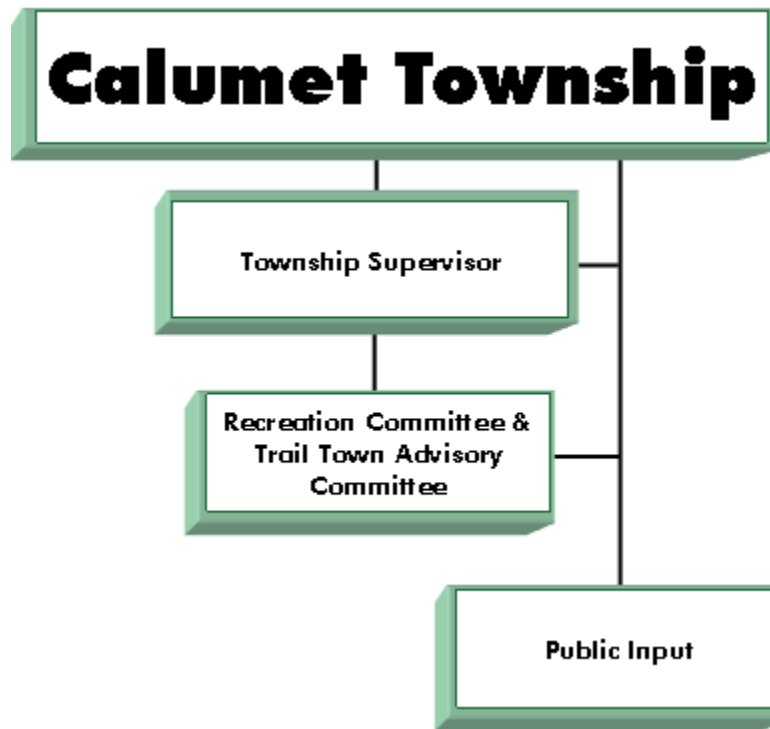 Calumet Township
Township Supervisor
Recreation Committee &
Trail Town Advisory
Committee
Public Input